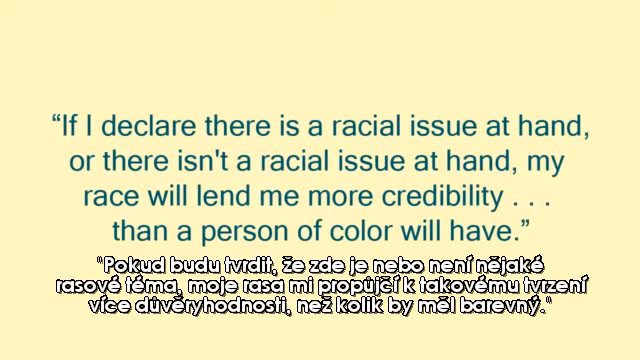 “If I declare there is a racial issue at hand,
or there isn't a racial issue at hand, my
race will lend me more credibility . . .
than a person of color will have.”
"Pokud budu tvrdit, že zde je nebo není nějaké
rasové téma, moje rasa mi propůjčí k takovému tvrzení
více důvěryhodnosti, než kolik by měl barevný."